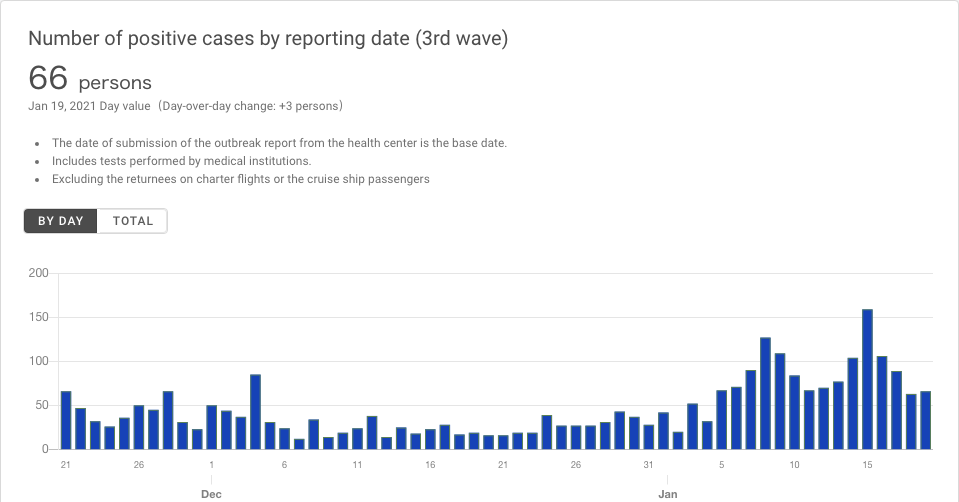 Number of positive cases by reporting date (3rd wave)
66 persons
Jan 19, 2021 Day value（Day-over-day change: +3 persons）
• The date of submission of the outbreak report from the health center is the base date.
• Includes tests performed by medical institutions.
• Excluding the returnees on charter flights or the cruise ship passengers
BY DAY TOTAL
200
150
100
50
0
21 26 1 6 11 16 21 26 31 5 10 15
Dec Jan